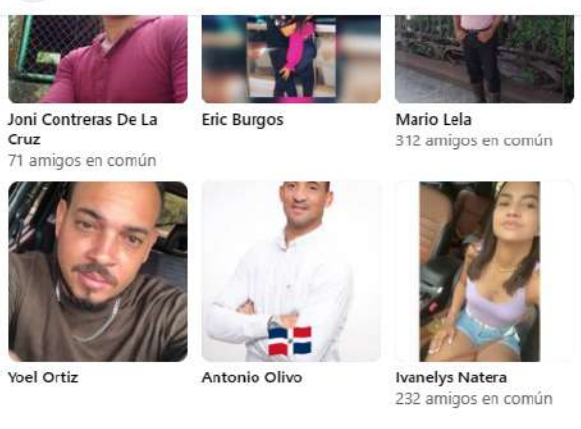 Joni Contreras De La
Cruz
71 amigos en común
Eric Burgos
Mario Lela
312 amigos en común
Yoel Ortiz
Antonio Olivo
Ivanelys Natera
232 amigos en común